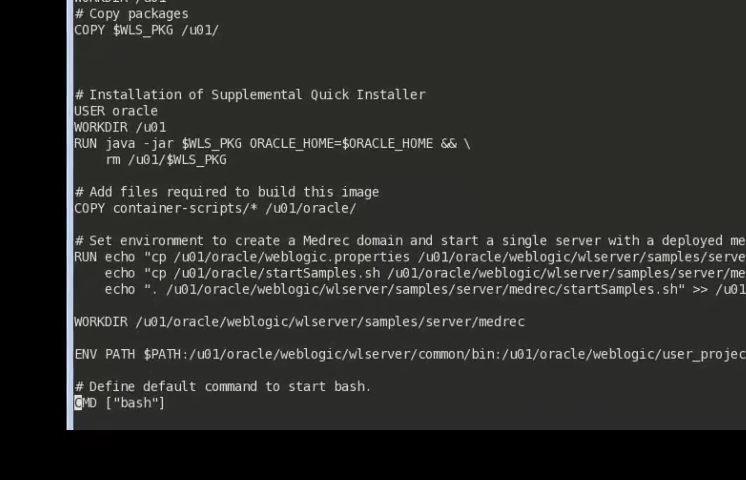 WORKDIR /u01
# Copy packages
COPY $WLS_PKG /u01/
# Installation of Supplemental Quick Installer
USER oracle
WORKDIR /u01
RUN java -jar $WLS_PKG ORACLE_HOME=$ORACLE_HOME && \
rm /u01/$WLS_PKG
# Add files required to build this image
COPY container-scripts/* /u01/oracle/
# Set environment to create a Medrec domain and start a single server with a deployed me
RUN echo "cp /u01/oracle/weblogic.properties /u01/oracle/weblogic/wlserver/samples/serve
echo "cp /u01/oracle/startSamples.sh /u01/oracle/weblogic/wlserver/samples/server/me
echo ". /u01/oracle/weblogic/wlserver/samples/server/medrec/startSamples.sh" >> /u01
WORKDIR /u01/oracle/weblogic/wlserver/samples/server/medrec
ENV PATH $PATH:/u01/oracle/weblogic/wlserver/common/bin:/u01/oracle/weblogic/user_projec
# Define default command to start bash.
CMD ["bash"]